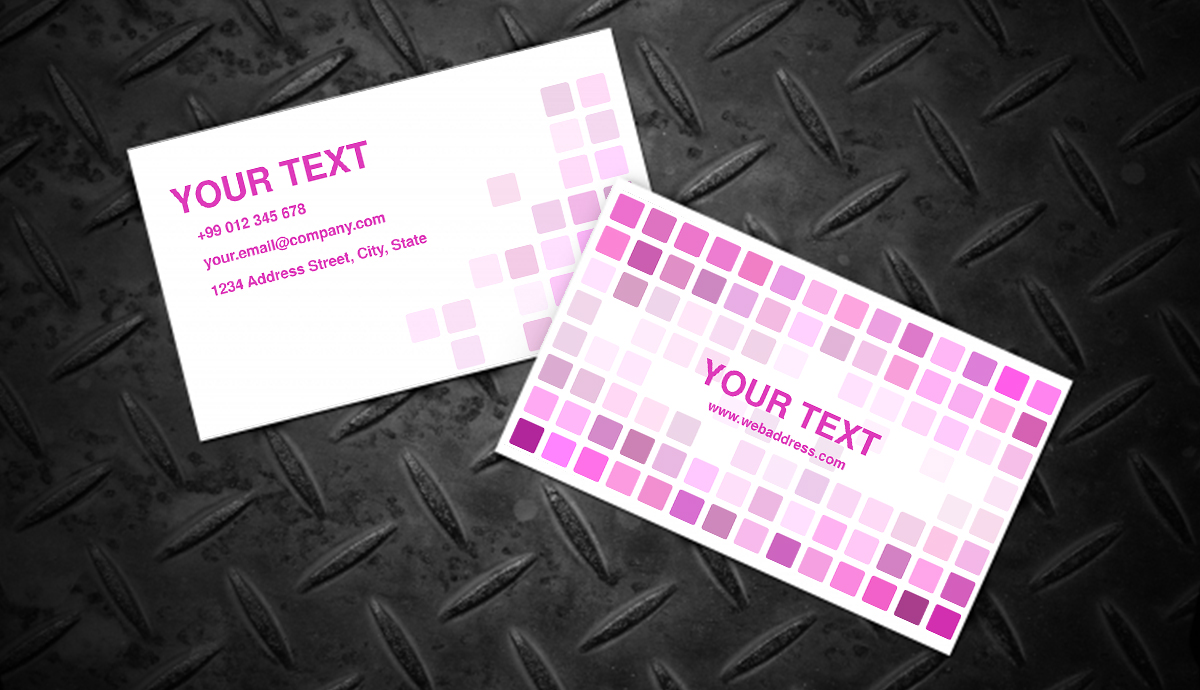 YOUR TEXT
+99 012 345 678
your.email@company.com
1234 Address Street, City, State
YOUR TEXT
www.webaddress.com